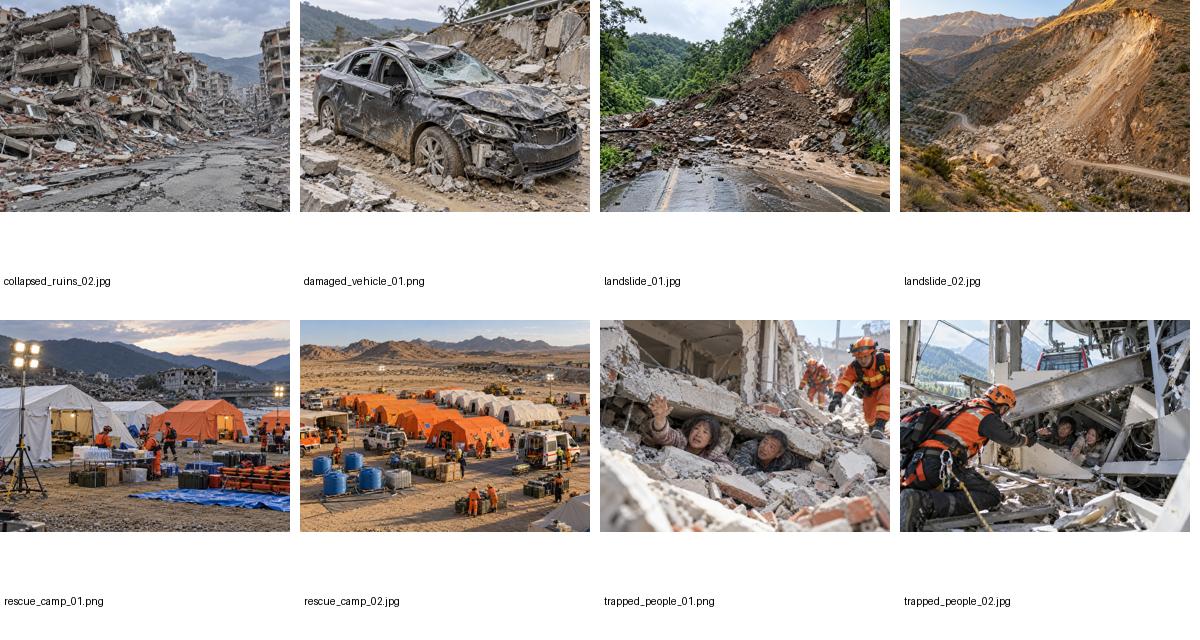 collapsed_ruins_02.jpg
damaged_vehicle_01.png
landslide_01.jpg
landslide_02.jpg
rescue_camp_01.png
rescue_camp_02.jpg
trapped_people_01.png
trapped_people_02.jpg